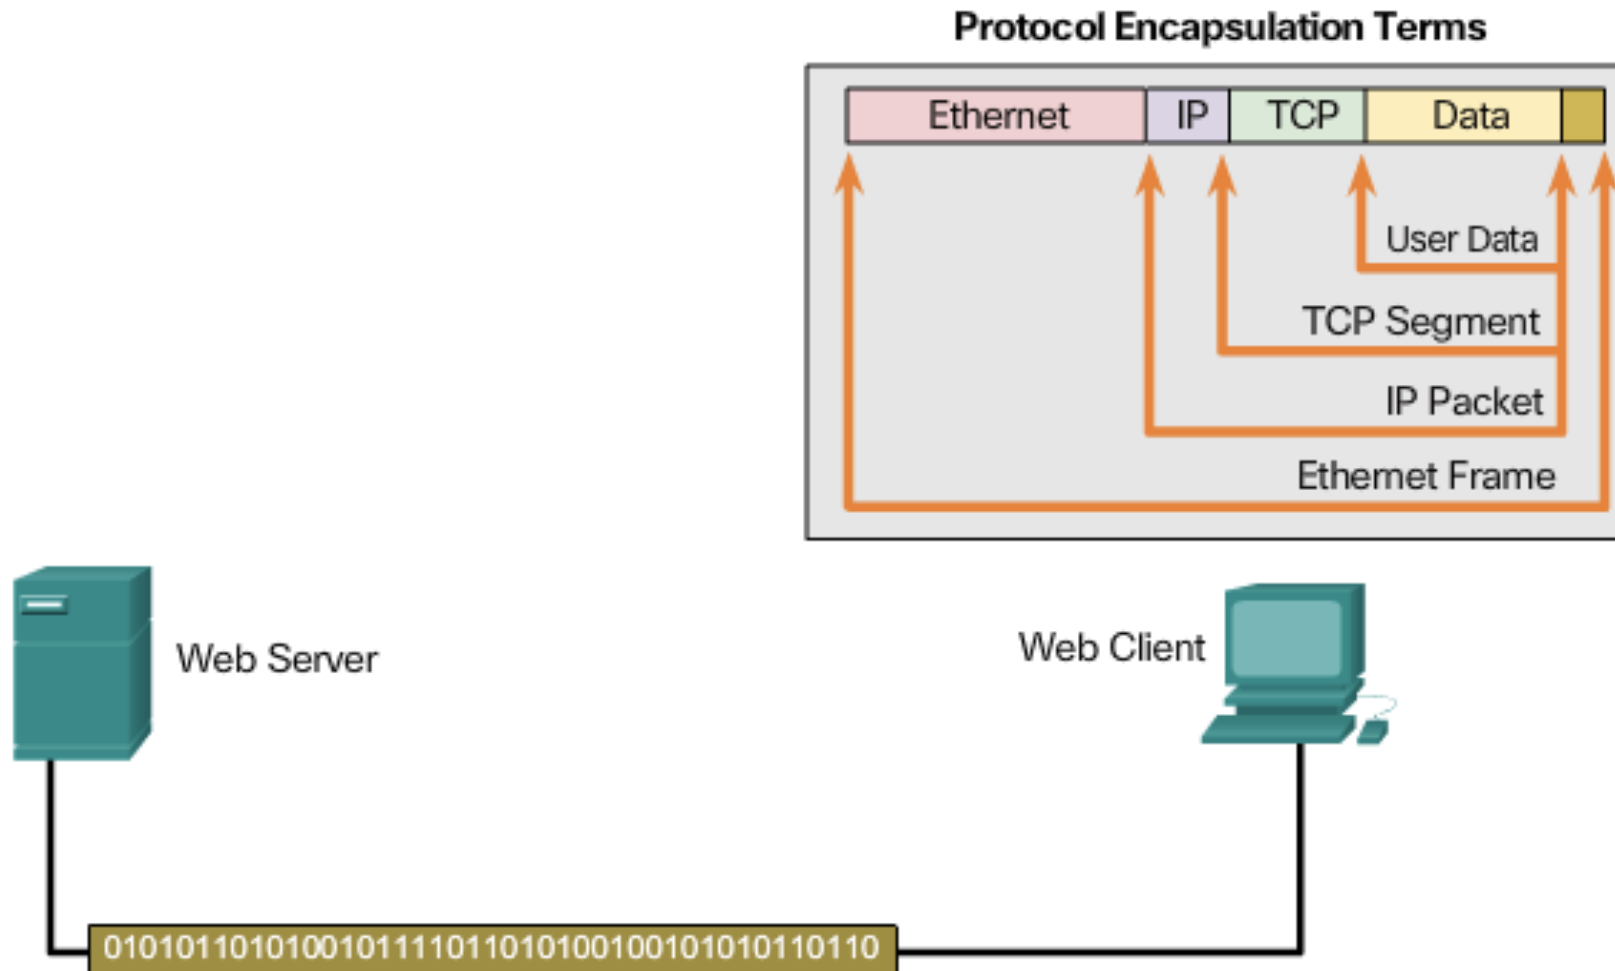 Protocol Encapsulation Terms
Ethernet IP TCP Data
User Data
TCP Segment
IP Packet
Ethernet Frame
Web Server
Web Client
0101011010100101111011010100100101010110110